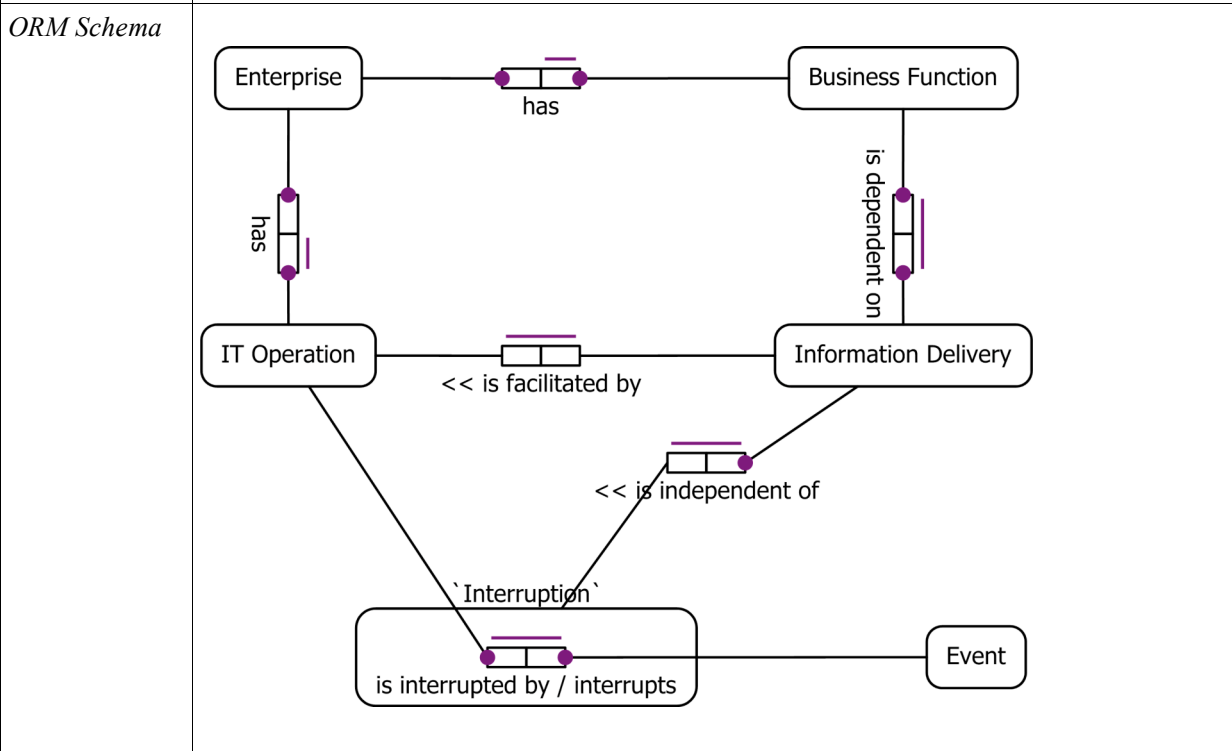 ORM Schema
Enterprise
Business Function
has
is dependent on
has
IT Operation
Information Delivery
<< is facilitated by
<< is independent of
`Interruption`
Event
is interrupted by / interrupts